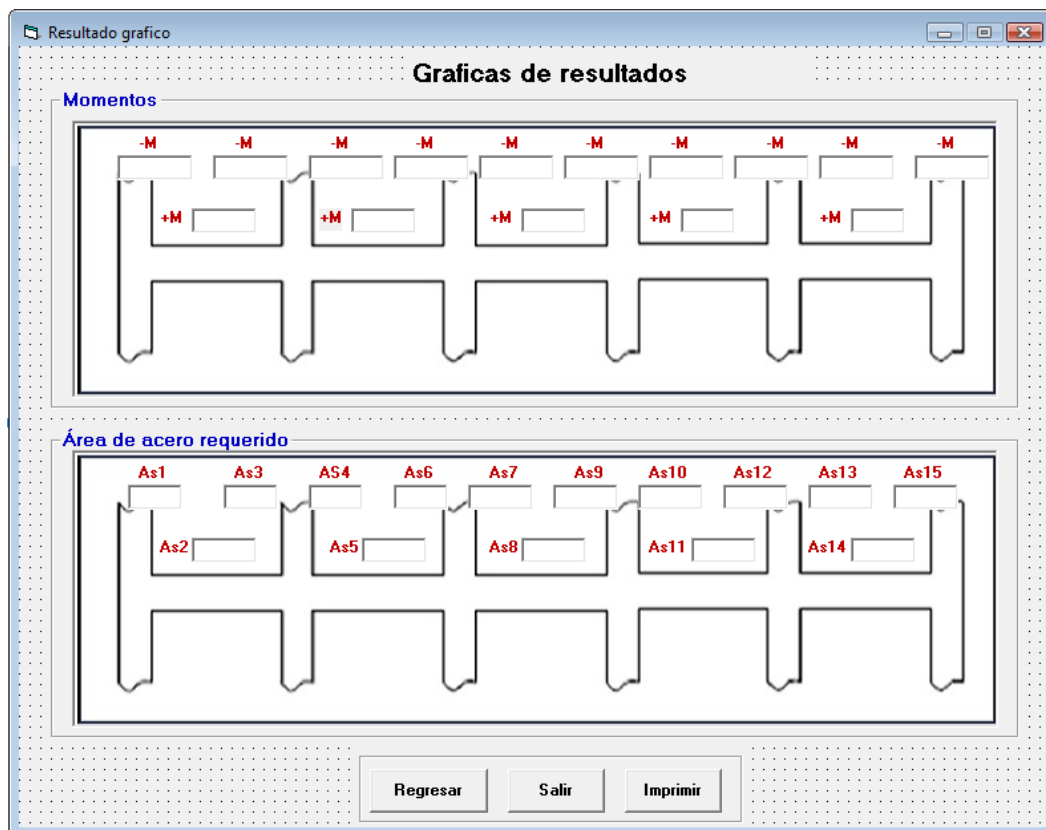 Resultado grafico
Graficas de resultados
Momentos
-M -M -M -M -M -M -M -M -M -M
+M +M +M +M +M
Área de acero requerido
As1 As3 AS4 As6 As7 As9 As10 As12 As13 As15
As2 As5 As8 As11 As14
Regresar Salir Imprimir